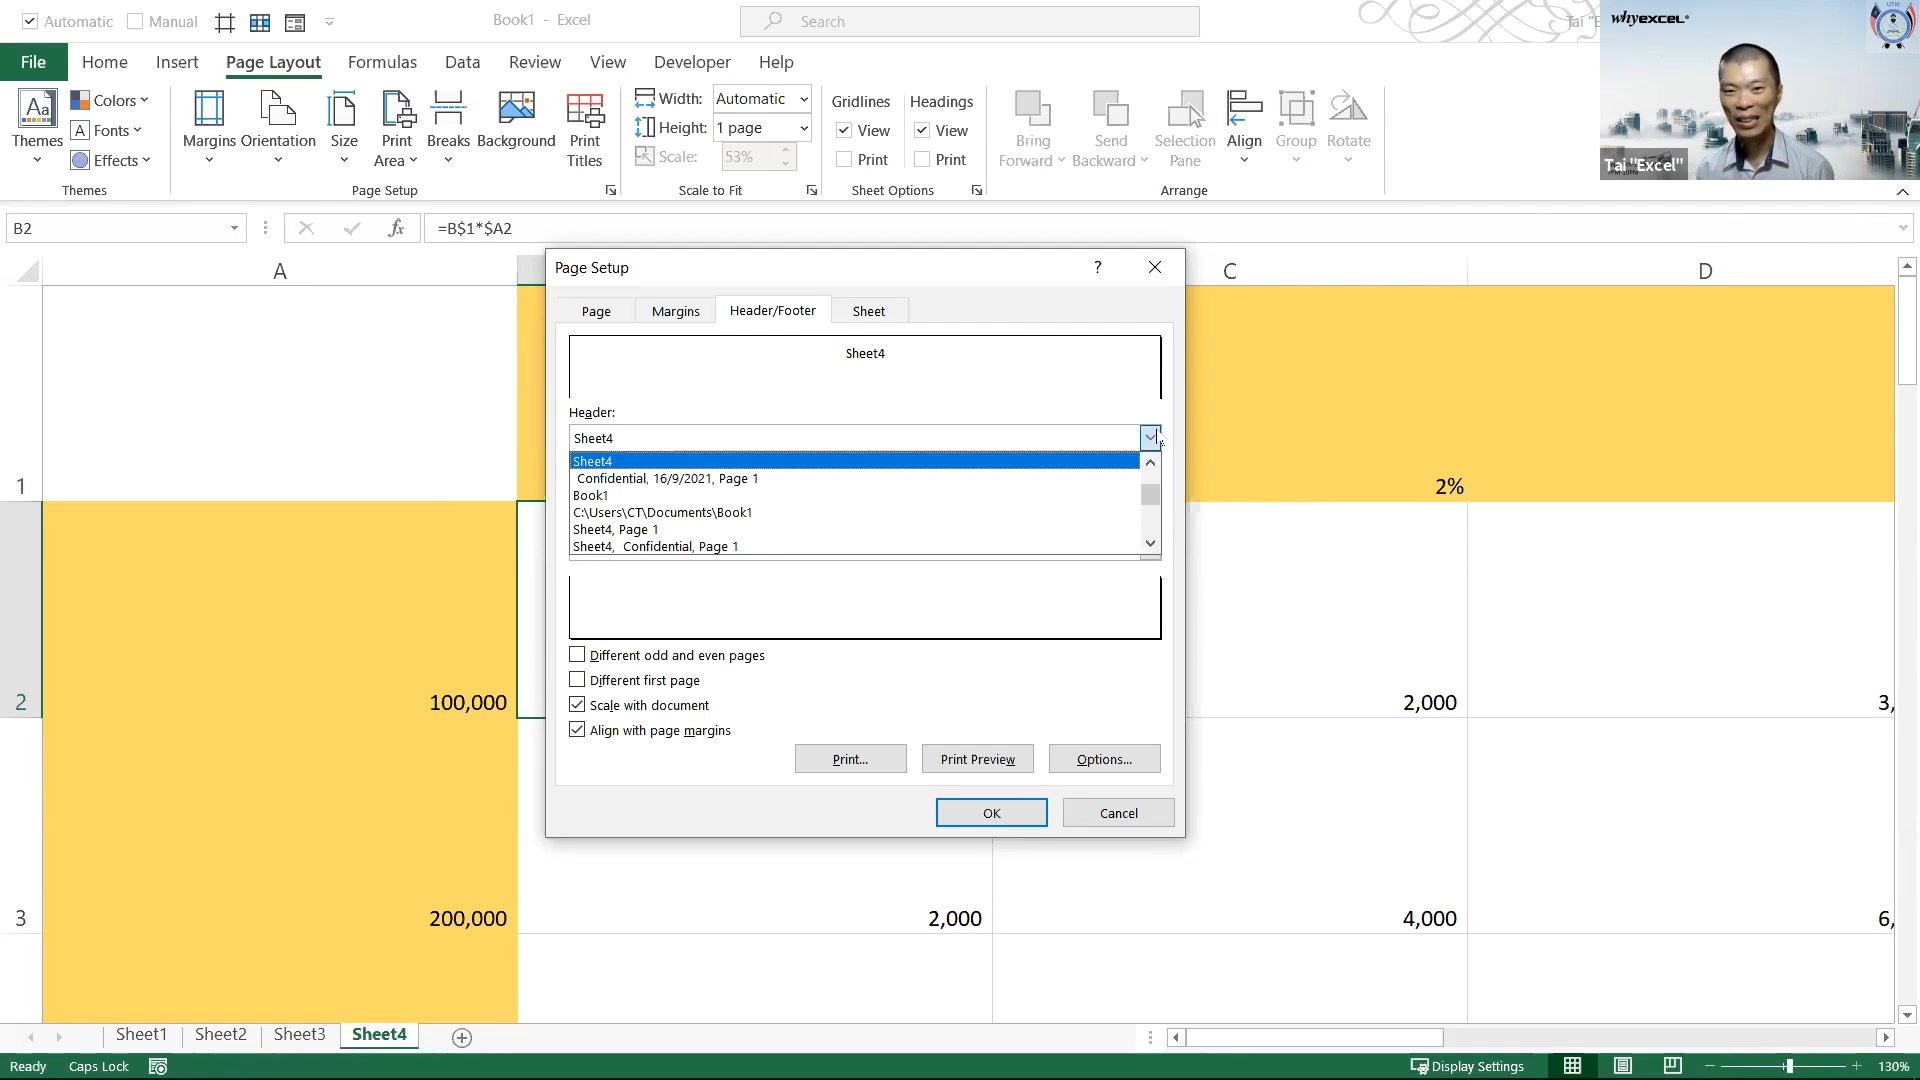 Automatic Manual Book1 - Excel Search Tai "E
whyEXCEL
UTM
Tai "Excel"
File Home Insert Page Layout Formulas Data Review View Developer Help
Aa Colors Width: Automatic Gridlines Headings
A Fonts Height: 1 page View View
Themes Effects Margins Orientation Size Print Area Breaks Background Print Titles Scale: 53% Print Print Bring Forward Send Backward Selection Pane Align Group Rotate
Themes Page Setup Scale to Fit Sheet Options Arrange
B2 fx =B$1*$A2
A C D
Page Setup ?
Page Margins Header/Footer Sheet
Sheet4
Header:
Sheet4
Sheet4
Confidential, 16/9/2021, Page 1
Book1
C:\Users\CT\Documents\Book1
Sheet4, Page 1
Sheet4, Confidential, Page 1
Different odd and even pages
Different first page
Scale with document
Align with page margins
Print... Print Preview Options...
OK Cancel
1 2%
2 100,000 2,000 3,
3 200,000 2,000 4,000 6,
Sheet1 Sheet2 Sheet3 Sheet4
Ready Caps Lock Display Settings 130%